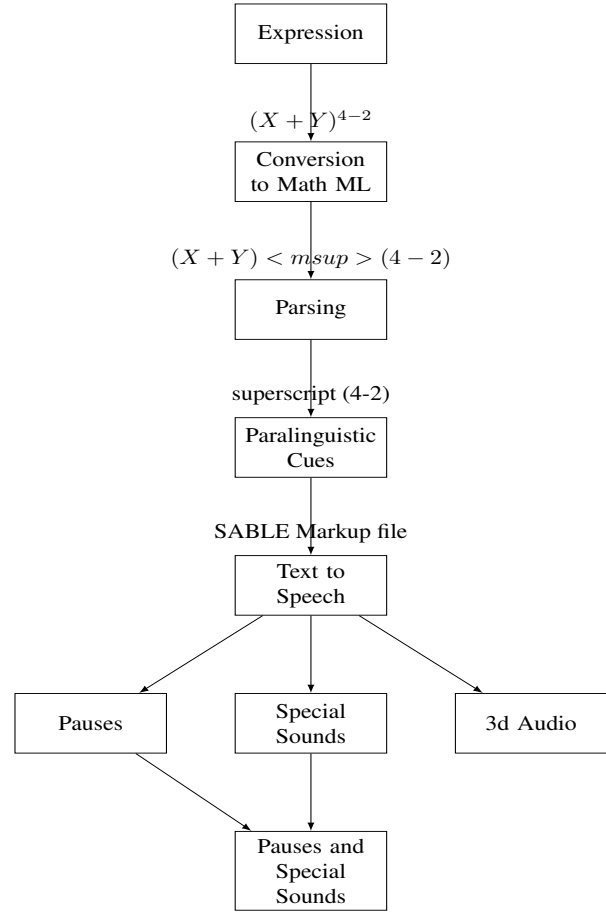 Expression
(X + Y)^{4−2}
Conversion
to Math ML
(X + Y) < msup > (4 − 2)
Parsing
superscript (4-2)
Paralinguistic
Cues
SABLE Markup file
Text to
Speech
Pauses
Special
Sounds
3d Audio
Pauses and
Special
Sounds